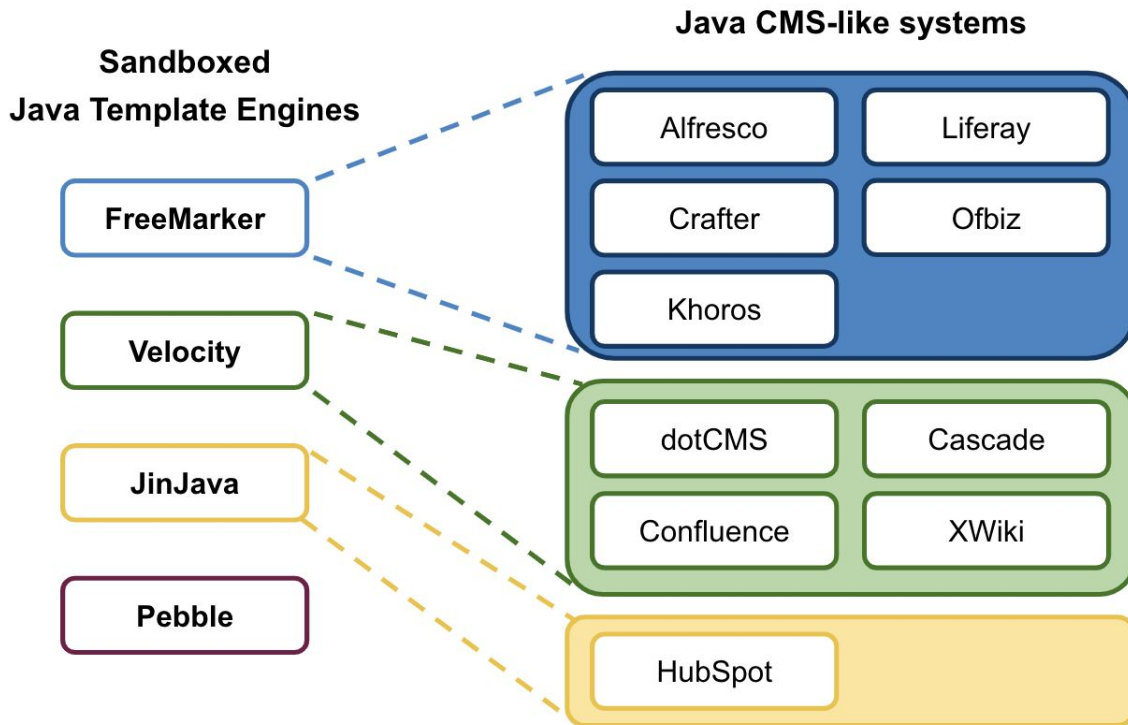 Sandboxed
Java Template Engines
FreeMarker
Velocity
JinJava
Pebble
Java CMS-like systems
Alfresco
Liferay
Crafter
Ofbiz
Khoros
dotCMS
Cascade
Confluence
XWiki
HubSpot